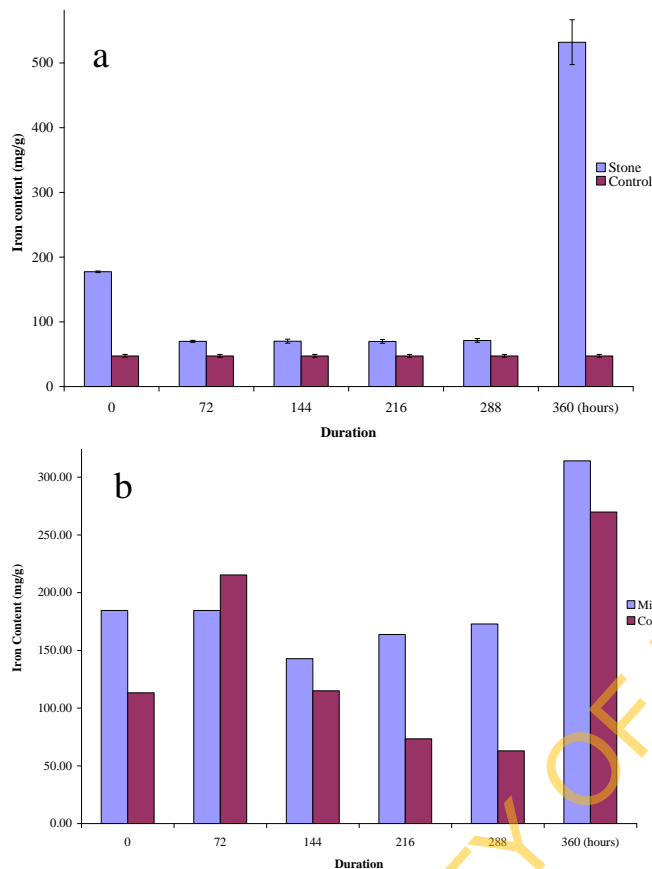 a
500
400
300
200
100
0
Iron content (mg/g)
Stone
Control
0 72 144 216 288 360 (hours)
Duration
b
300.00
250.00
200.00
150.00
100.00
50.00
0.00
Iron Content (mg/g)
Mi
Co
0 72 144 216 288 360 (hours)
Duration
Y OF